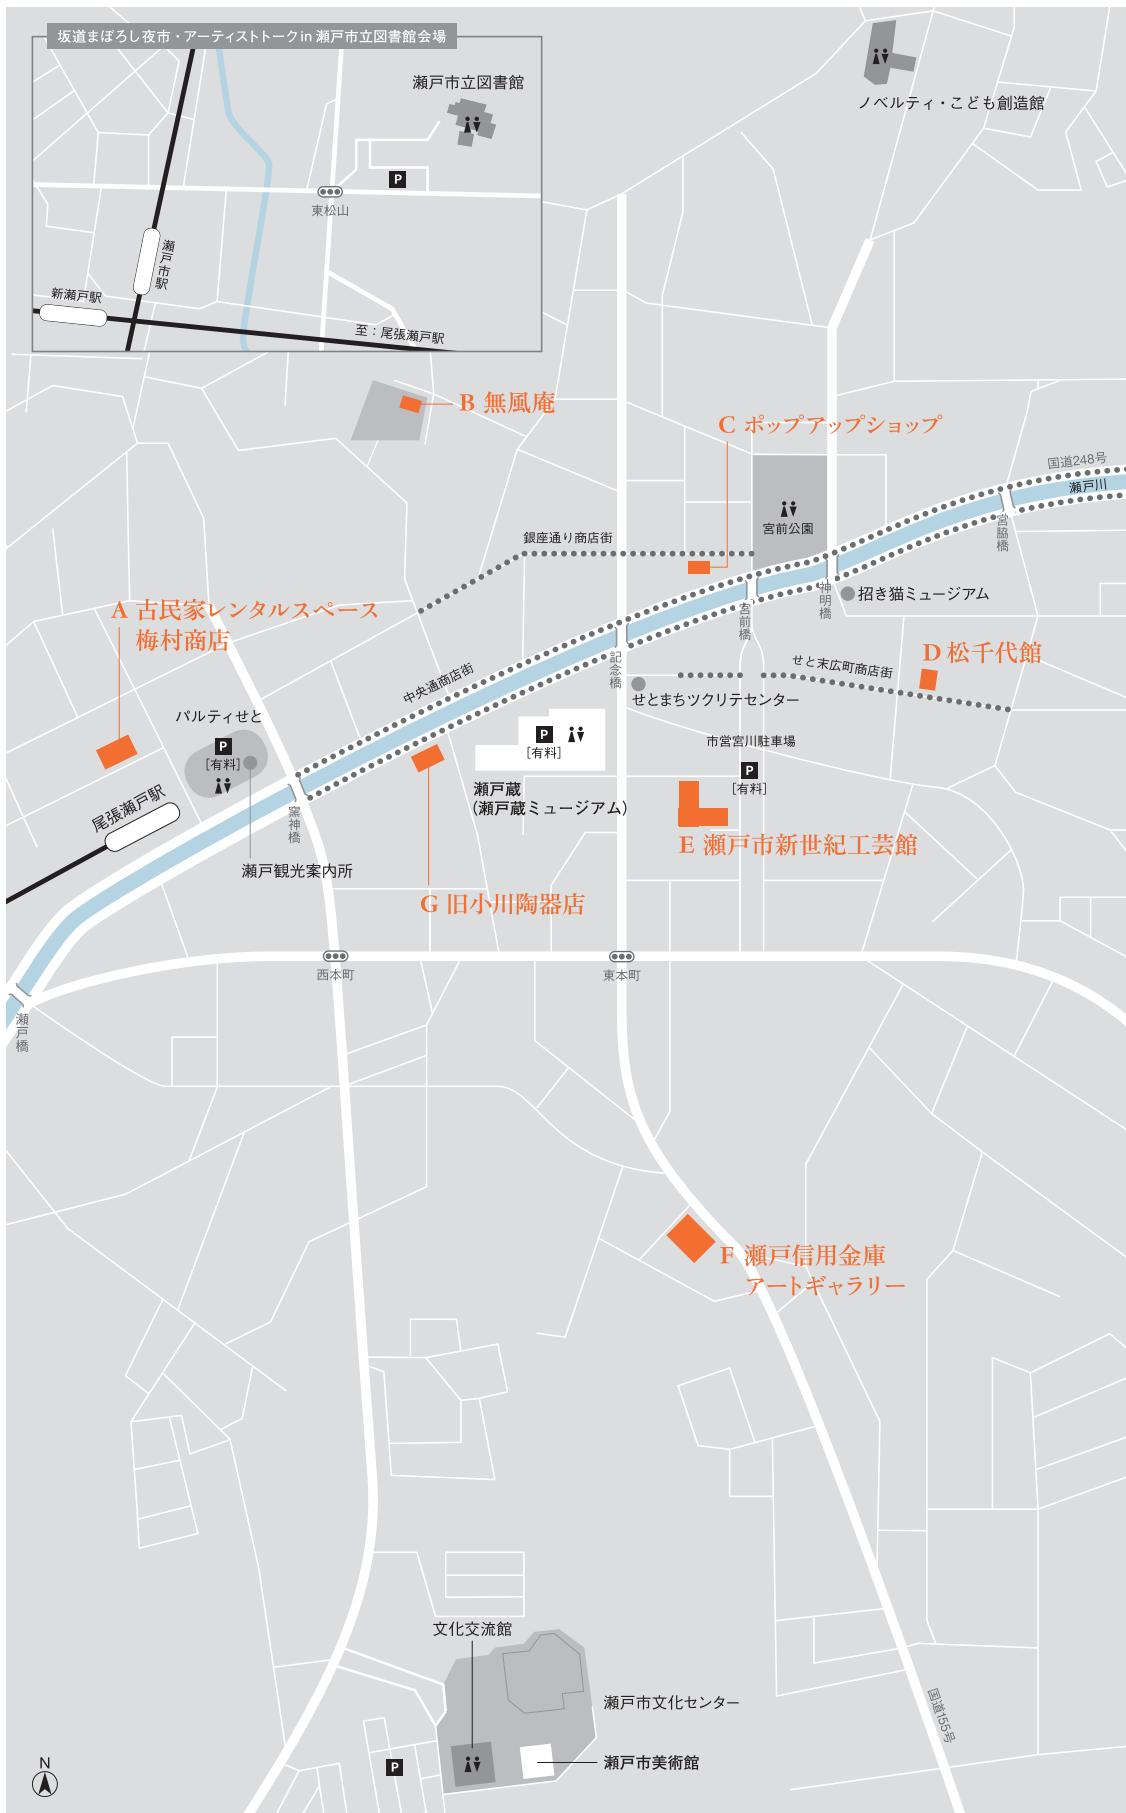 坂道まぼろし夜市・アーティストトークin瀬戸市立図書館会場
瀬戸市立図書館
P
東松山
瀬戸市駅
新瀬戸駅
至：尾張瀬戸駅
ノベルティ・こども創造館
B 無風庵
C ポップアップショップ
国道248号
瀬戸川
宮脇橋
宮前公園
銀座通り商店街
神明橋
招き猫ミュージアム
宮前橋
A 古民家レンタルスペース
梅村商店
記念橋
D 松千代館
せと末広町商店街
中央通商店街
せとまちツクリテセンター
パルティせと
P
[有料]
P
[有料]
市営宮川駐車場
P
[有料]
瀬戸蔵
（瀬戸蔵ミュージアム）
尾張瀬戸駅
窯神橋
E 瀬戸市新世紀工芸館
瀬戸観光案内所
G 旧小川陶器店
西本町
東本町
瀬戸橋
F 瀬戸信用金庫
アートギャラリー
文化交流館
瀬戸市文化センター
国道155号
瀬戸市美術館
P
N